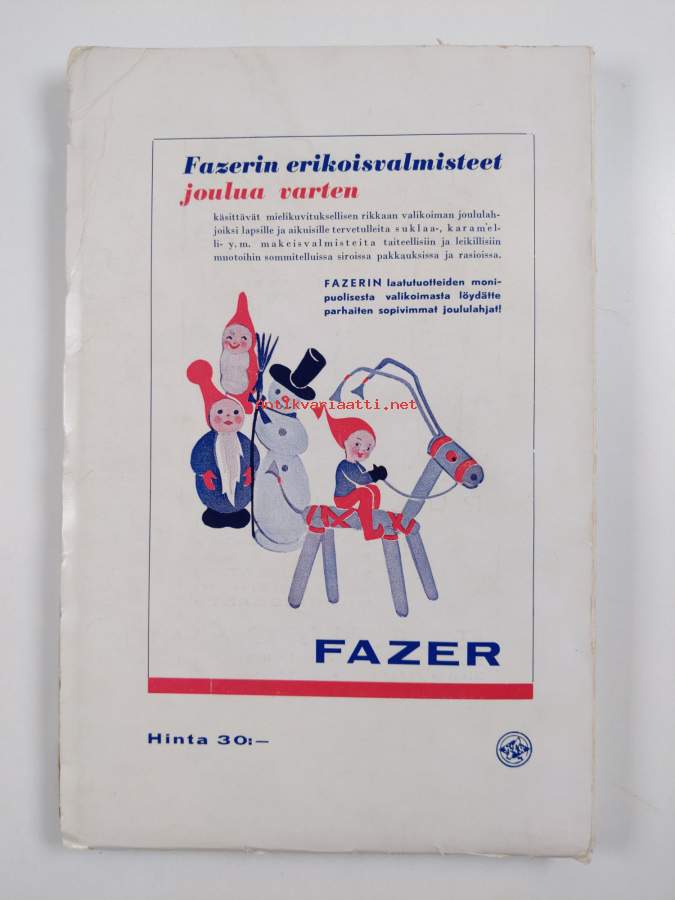 Fazerin erikoisvalmisteet
joulua varten
käsittävät mielikuvituksellisen rikkaan valikoiman joululah-
joiksi lapsille ja aikuisille tervetulleita suklaa-, karamel-
li- y. m. makeisvalmisteita taiteellisiin ja leikillisiin
muotoihin sommitelluissa siroissa pakkauksissa ja rasioissa.
FAZERIN laatutuotteiden moni-
puolisesta valikoimasta löydätte
parhaiten sopivimmat joululahjat!
antikvariaatti.net
FAZER
Hinta 30:—